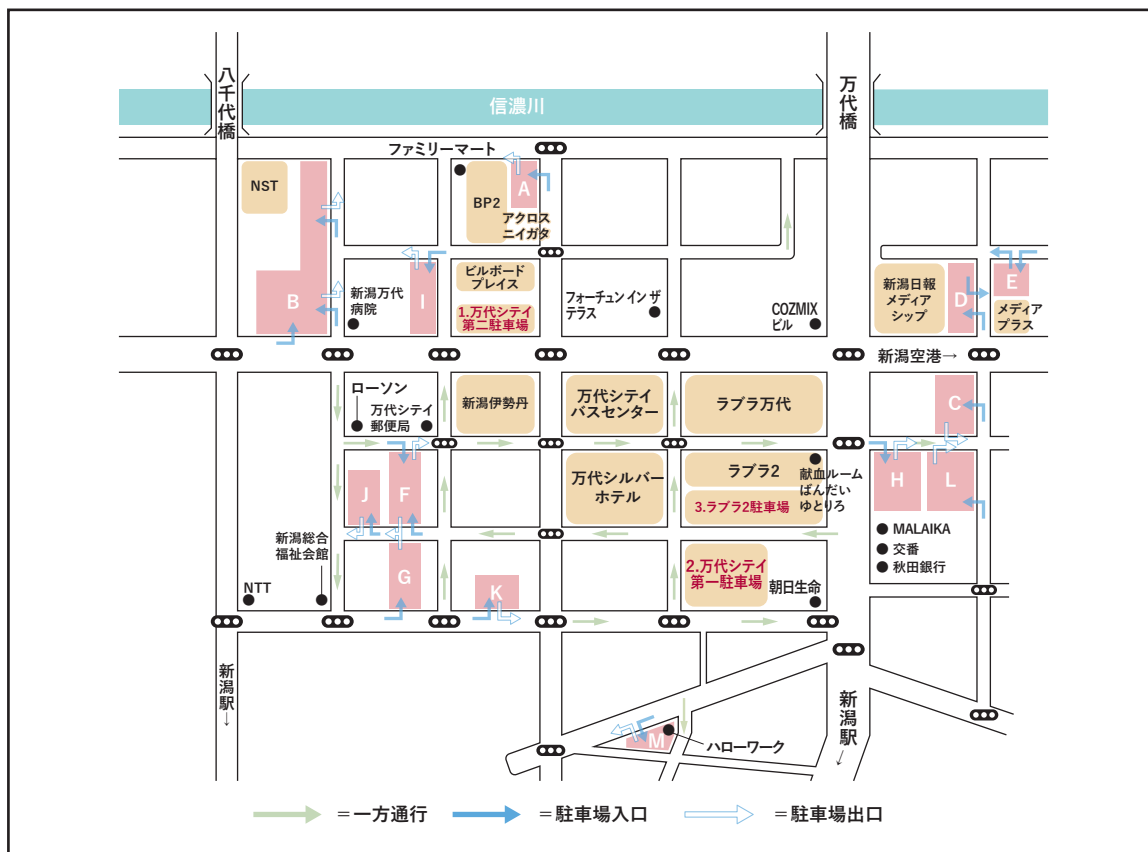 八千代橋
信濃川
万代橋
ファミリーマート
NST
BP2
A
アクロス
ニイガタ
B
新潟万代
病院
I
ビルボード
プレイス
1.万代シテイ
第二駐車場
フォーチュン イン ザ
テラス
COZMIX
ビル
新潟日報
メディア
シップ
D
E
メディア
プラス
新潟空港→
ローソン
万代シテイ
郵便局
新潟伊勢丹
万代シテイ
バスセンター
ラブラ万代
C
J
F
万代シルバー
ホテル
ラブラ2
3.ラブラ2駐車場
献血ルーム
ばんだい
ゆとりろ
H
L
MALAIKA
交番
秋田銀行
新潟総合
福祉会館
NTT
G
K
2.万代シテイ
第一駐車場
朝日生命
新潟駅→
新潟駅→
M
ハローワーク
＝一方通行
＝駐車場入口
＝駐車場出口